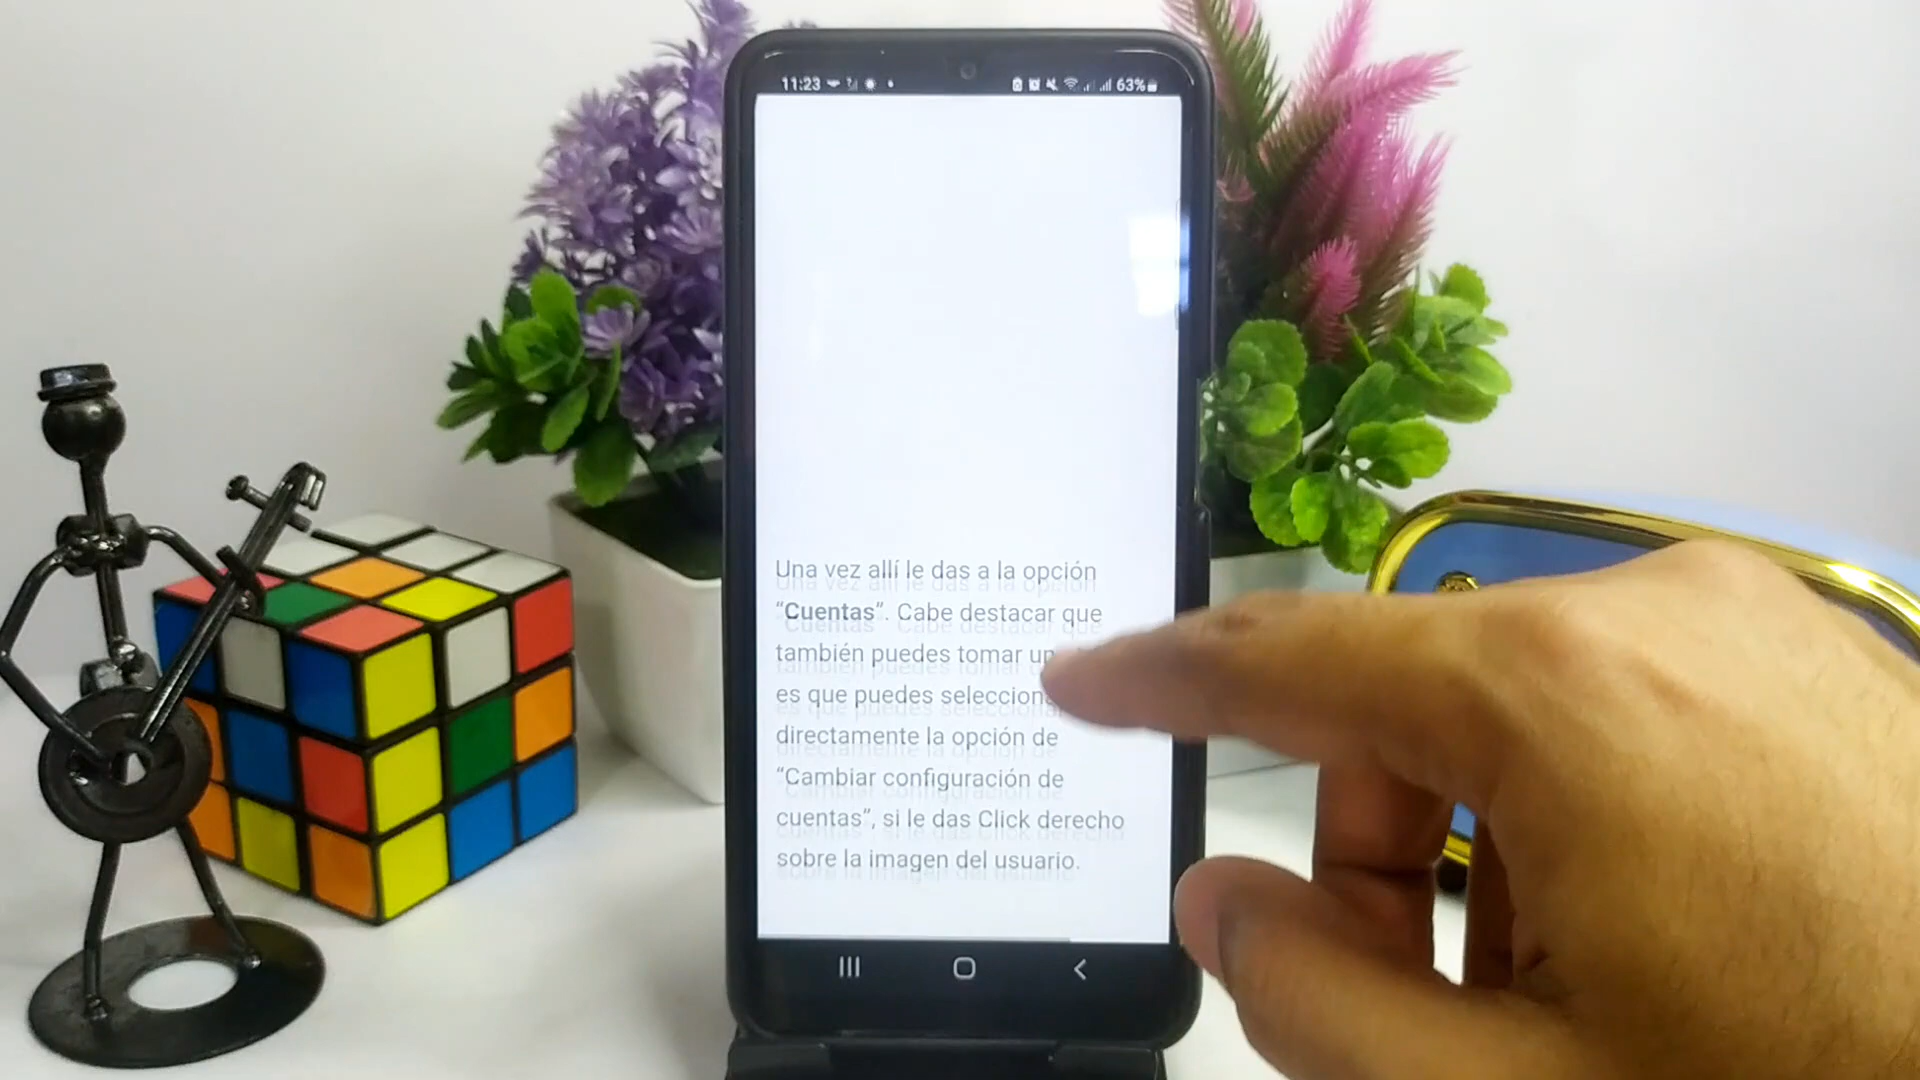 11:23
63%
Una vez allí le das a la opción
“Cuentas”. Cabe destacar que
también puedes tomar un
es que puedes
directamente la opción de
“Cambiar configuración de
cuentas”, si le das Click derecho
sobre la imagen del usuario.